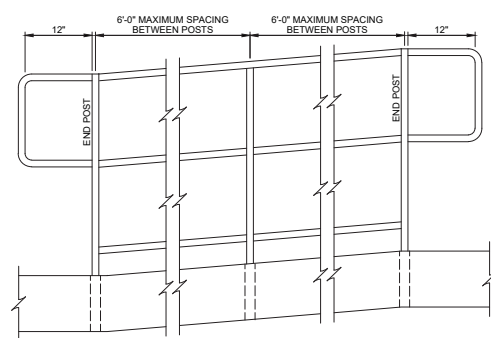 12"
6'-0" MAXIMUM SPACING
BETWEEN POSTS
6'-0" MAXIMUM SPACING
BETWEEN POSTS
12"
END POST
END POST